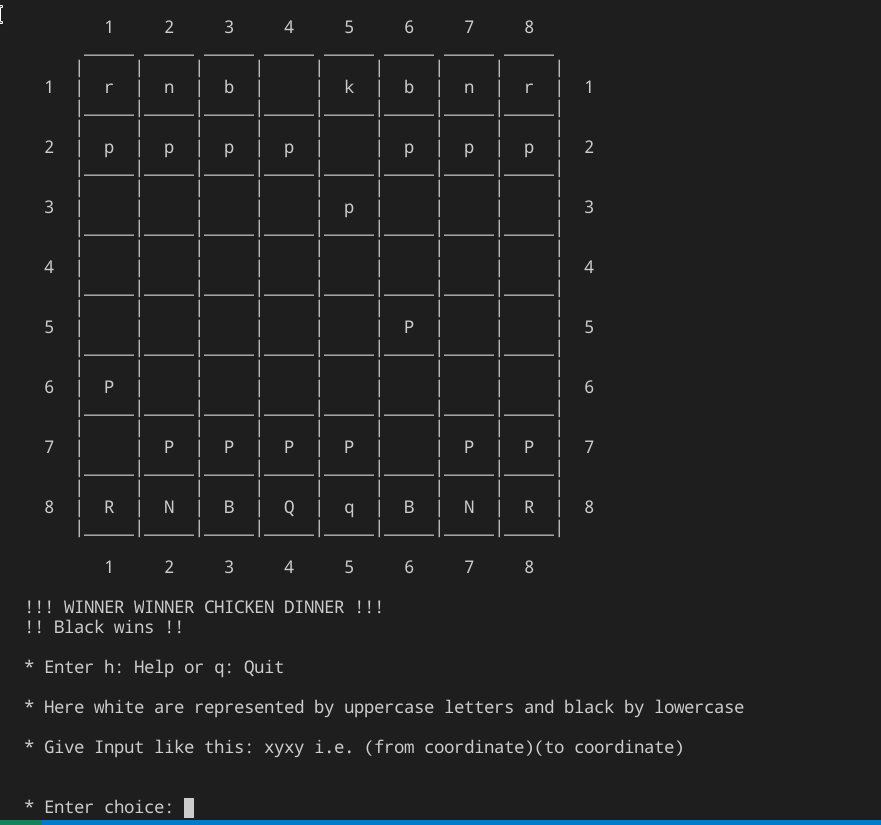 1 2 3 4 5 6 7 8
1 r n b k b n r 1
2 p p p p p p p 2
3 p 3
4 4
5 P 5
6 P 6
7 P P P P P P 7
8 R N B Q q B N R 8
1 2 3 4 5 6 7 8
!!! WINNER WINNER CHICKEN DINNER !!!
!! Black wins !!
* Enter h: Help or q: Quit
* Here white are represented by uppercase letters and black by lowercase
* Give Input like this: xyxy i.e. (from coordinate)(to coordinate)
* Enter choice: